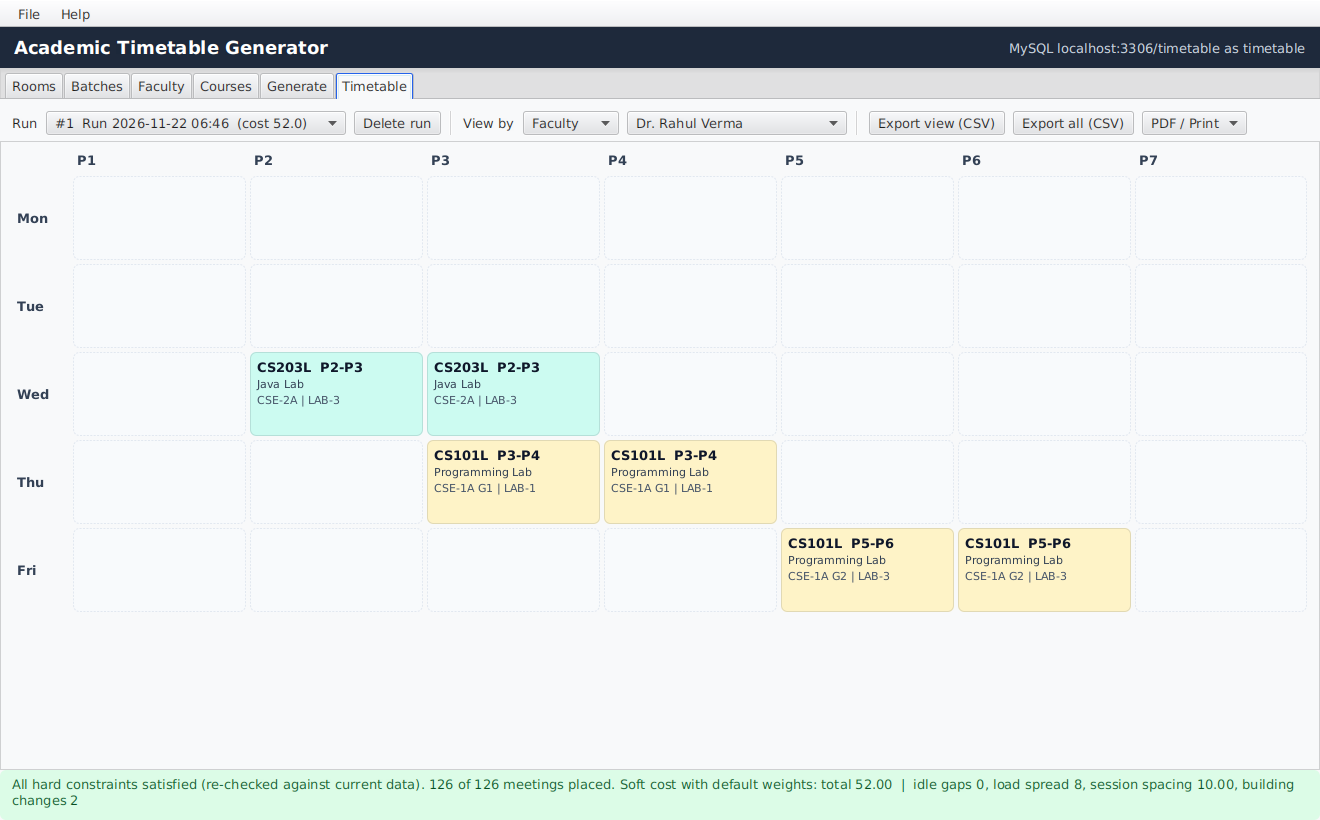 File Help
Academic Timetable Generator MySQL localhost:3306/timetable as timetable
Rooms Batches Faculty Courses Generate Timetable
Run #1 Run 2026-11-22 06:46 (cost 52.0) Delete run View by Faculty Dr. Rahul Verma Export view (CSV) Export all (CSV) PDF / Print
P1 P2 P3 P4 P5 P6 P7
Mon
Tue
Wed
CS203L P2-P3 CS203L P2-P3
Java Lab Java Lab
CSE-2A | LAB-3 CSE-2A | LAB-3
Thu
CS101L P3-P4 CS101L P3-P4
Programming Lab Programming Lab
CSE-1A G1 | LAB-1 CSE-1A G1 | LAB-1
Fri
CS101L P5-P6 CS101L P5-P6
Programming Lab Programming Lab
CSE-1A G2 | LAB-3 CSE-1A G2 | LAB-3
All hard constraints satisfied (re-checked against current data). 126 of 126 meetings placed. Soft cost with default weights: total 52.00 | idle gaps 0, load spread 8, session spacing 10.00, building
changes 2